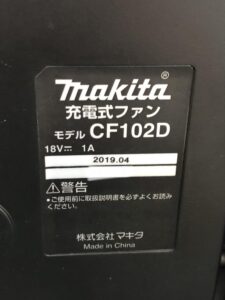 makita®
充電式ファン
モデル CF102D
18V⎓ 1A
2019.04
⚠警告
•ご使用前に取扱説明書を必ずよくお読み
ください。
株式会社マキタ
Made in China